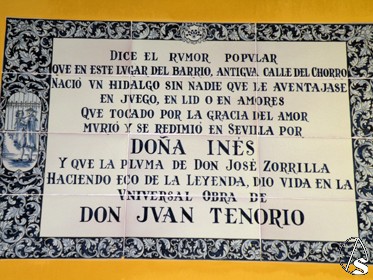 DICE EL RVMOR POPVLAR
QUE EN ESTE LVGAR DEL BARRIO, ANTIGVA, CALLE DEL CHORRO
NACIÓ VN HIDALGO SIN NADIE QVE LE AVENTAJASE
EN JVEGO, EN LID O EN AMORES
QVE TOCADO POR LA GRACIA DEL AMOR
MVRIÓ Y SE REDIMIÓ EN SEVILLA POR
DOÑA INÉS
Y QVE LA PLVMA DE DON JOSÉ ZORRILLA
HACIENDO ECO DE LA LEYENDA, DIO VIDA EN LA
VNIVERSAL OBRA DE
DON JVAN TENORIO